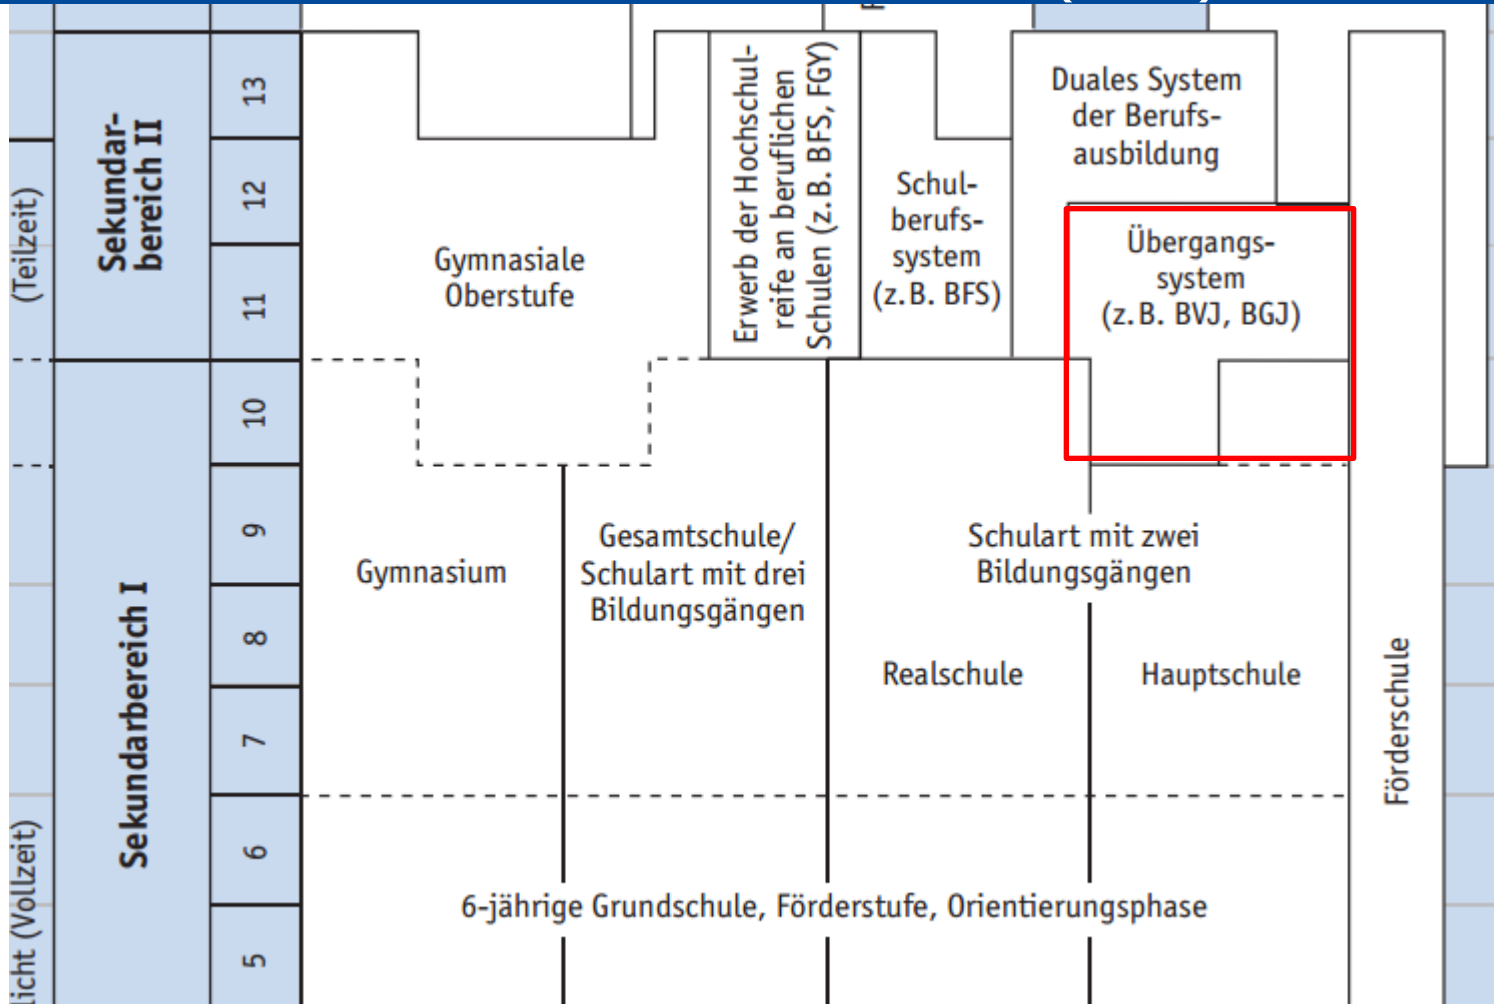 (Teilzeit)
licht (Vollzeit)
Sekundar-
bereich II
Sekundarbereich I
13
12
11
10
9
8
7
6
5
Gymnasiale
Oberstufe
Erwerb der Hochschul-
reife an beruflichen
Schulen (z. B. BFS, FGY)
Schul-
berufs-
system
(z. B. BFS)
Duales System
der Berufs-
ausbildung
Übergangs-
system
(z. B. BVJ, BGJ)
Gymnasium
Gesamtschule/
Schulart mit drei
Bildungsgängen
Schulart mit zwei
Bildungsgängen
Realschule
Hauptschule
Förderschule
6-jährige Grundschule, Förderstufe, Orientierungsphase